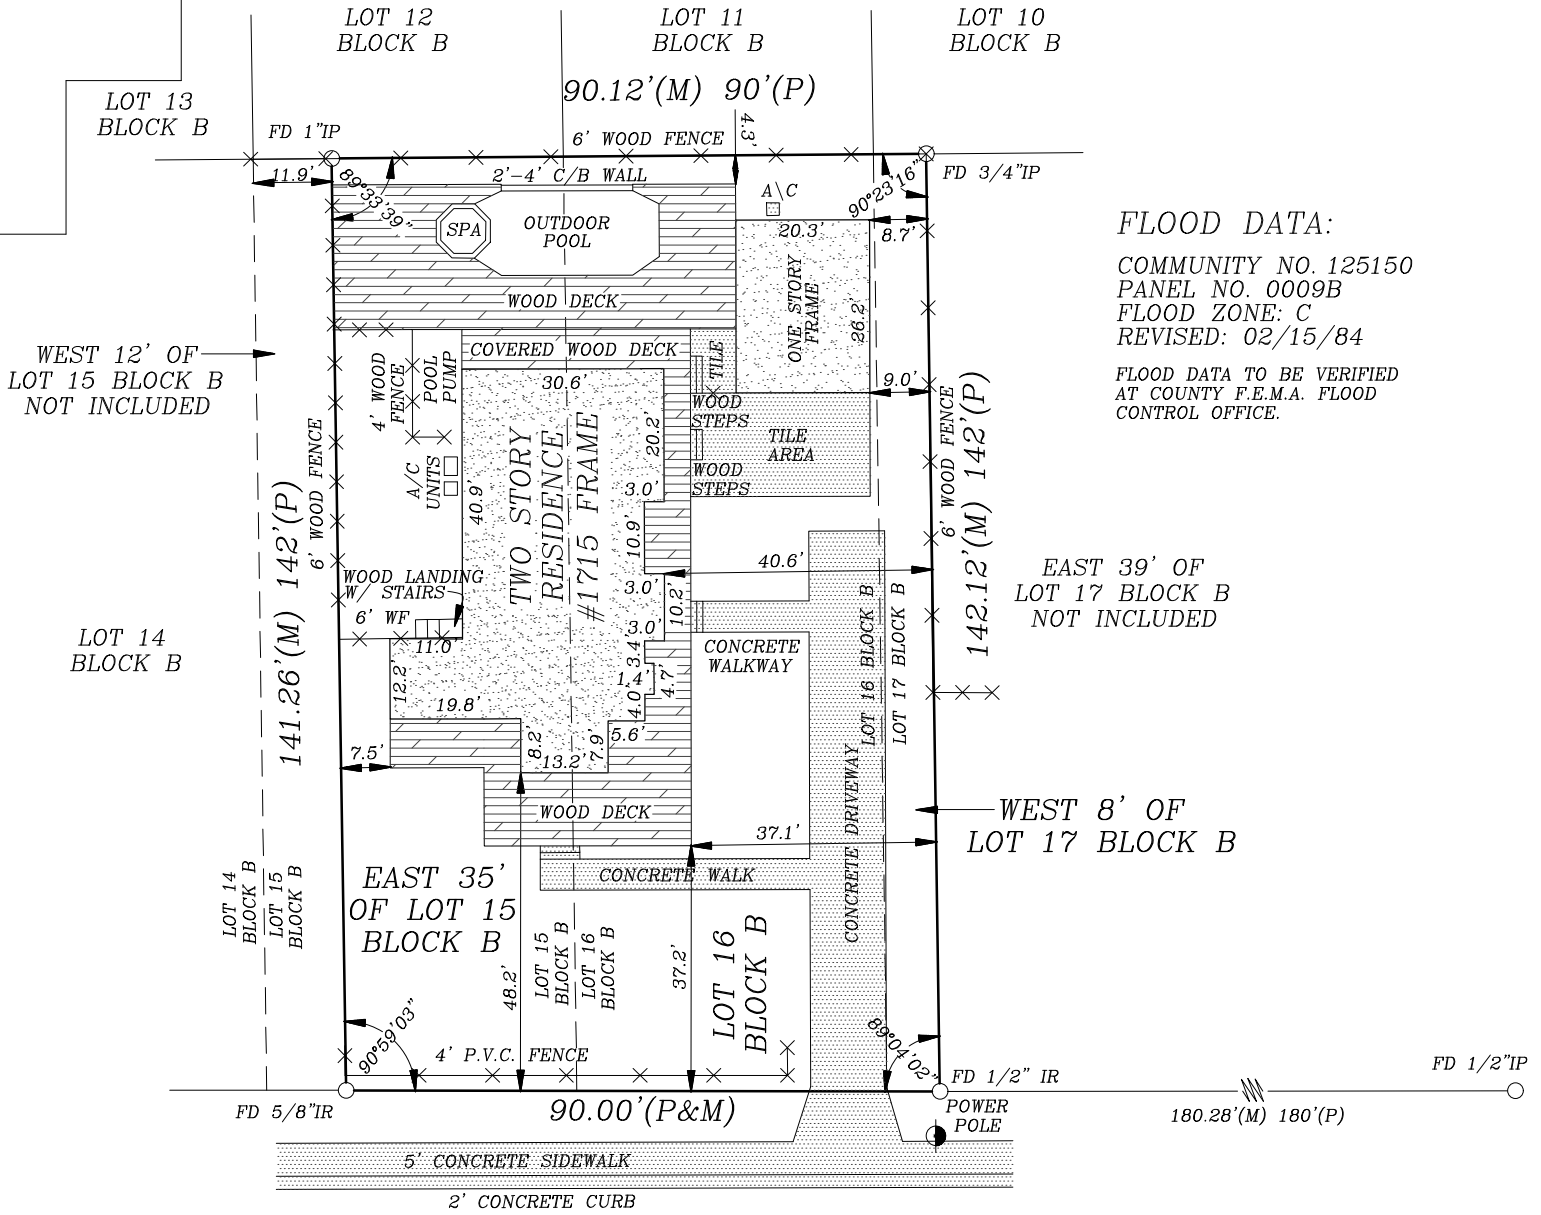 LOT 12
BLOCK B
LOT 11
BLOCK B
LOT 10
BLOCK B
LOT 13
BLOCK B
90.12'(M) 90'(P)
4.3'
FD 1"IP
6' WOOD FENCE
FD 3/4"IP
11.9'
89°33'39"
2'-4' C/B WALL
A\C
90°23'16"
SPA
OUTDOOR
POOL
20.3'
8.7'
WOOD DECK
ONE STORY
FRAME
26.2'
FLOOD DATA:
COMMUNITY NO. 125150
PANEL NO. 0009B
FLOOD ZONE: C
REVISED: 02/15/84
FLOOD DATA TO BE VERIFIED
AT COUNTY F.E.M.A. FLOOD
CONTROL OFFICE.
WEST 12' OF
LOT 15 BLOCK B
NOT INCLUDED
4' WOOD
FENCE
POOL
PUMP
COVERED WOOD DECK
TILE
30.6'
9.0'
WOOD
STEPS
TILE
AREA
WOOD
STEPS
6' WOOD FENCE
142.12'(M) 142'(P)
6' WOOD FENCE
141.26'(M) 142'(P)
A/C
UNITS
40.9'
TWO STORY
RESIDENCE
#1715 FRAME
20.2'
3.0'
10.9'
40.6'
3.0'
10.2'
3.0'
WOOD LANDING
W/ STAIRS
6' WF
11.0'
EAST 39' OF
LOT 17 BLOCK B
NOT INCLUDED
LOT 14
BLOCK B
CONCRETE
WALKWAY
3.4'
1.4'
4.7'
4.0'
LOT 16 BLOCK B
LOT 17 BLOCK B
12.2'
19.8'
8.2'
7.9'
5.6'
13.2'
7.5'
WOOD DECK
CONCRETE DRIVEWAY
37.1'
WEST 8' OF
LOT 17 BLOCK B
CONCRETE WALK
EAST 35'
OF LOT 15
BLOCK B
LOT 14
BLOCK B
LOT 15
BLOCK B
48.2'
LOT 15
BLOCK B
LOT 16
BLOCK B
37.2'
LOT 16
BLOCK B
90°59'03"
4' P.V.C. FENCE
89°04'02"
FD 5/8"IR
90.00'(P&M)
FD 1/2" IR
FD 1/2"IP
POWER
POLE
180.28'(M) 180'(P)
5' CONCRETE SIDEWALK
2' CONCRETE CURB